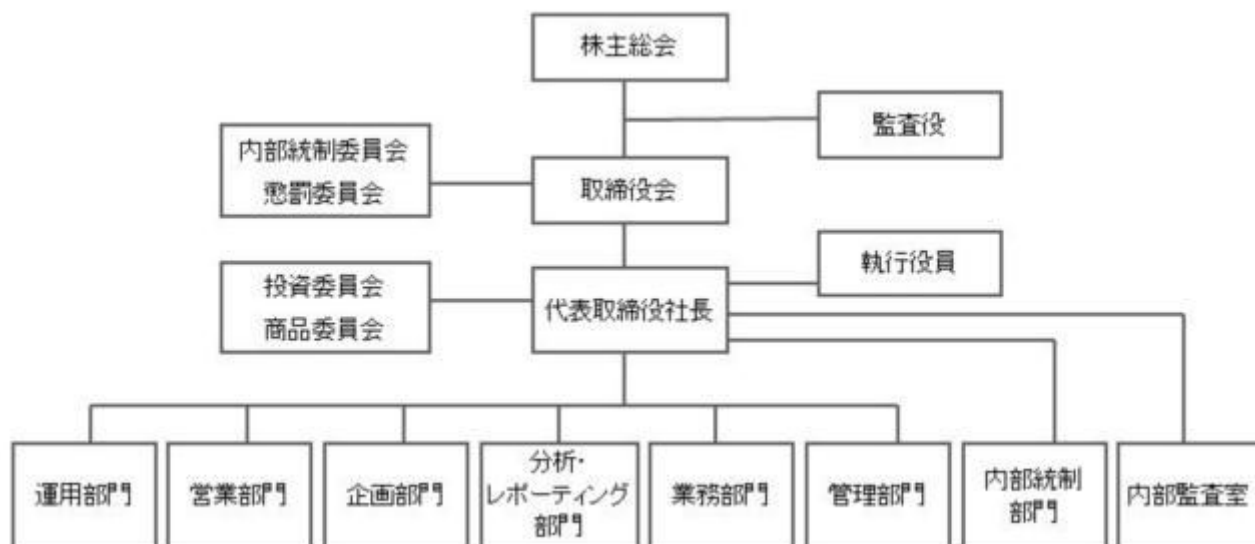 株主総会
監査役
内部統制委員会
懲罰委員会
取締役会
執行役員
投資委員会
商品委員会
代表取締役社長
運用部門
営業部門
企画部門
分析・
レポーティング
部門
業務部門
管理部門
内部統制
部門
内部監査室